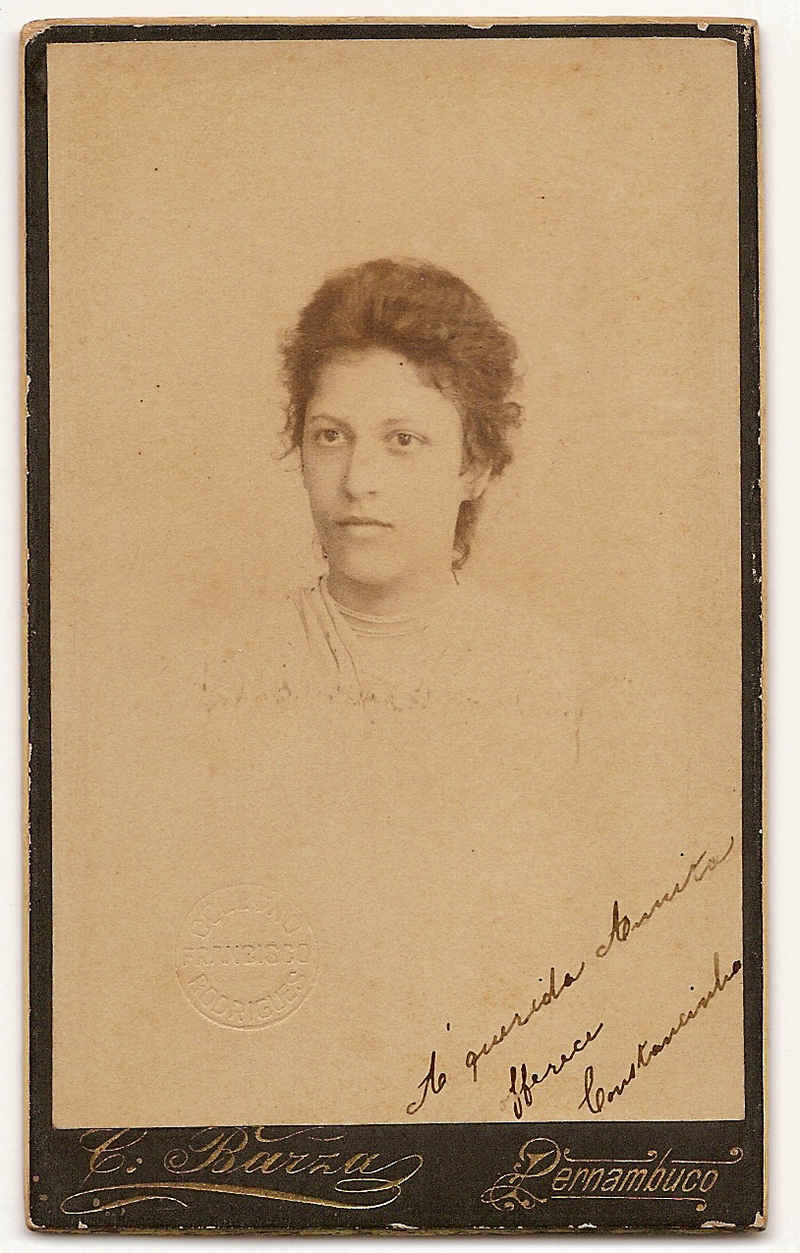 FRANCISCO
RODRIGUES
A' querida Annita
Offerece
Constancinha
C. Barza
Pernambuco